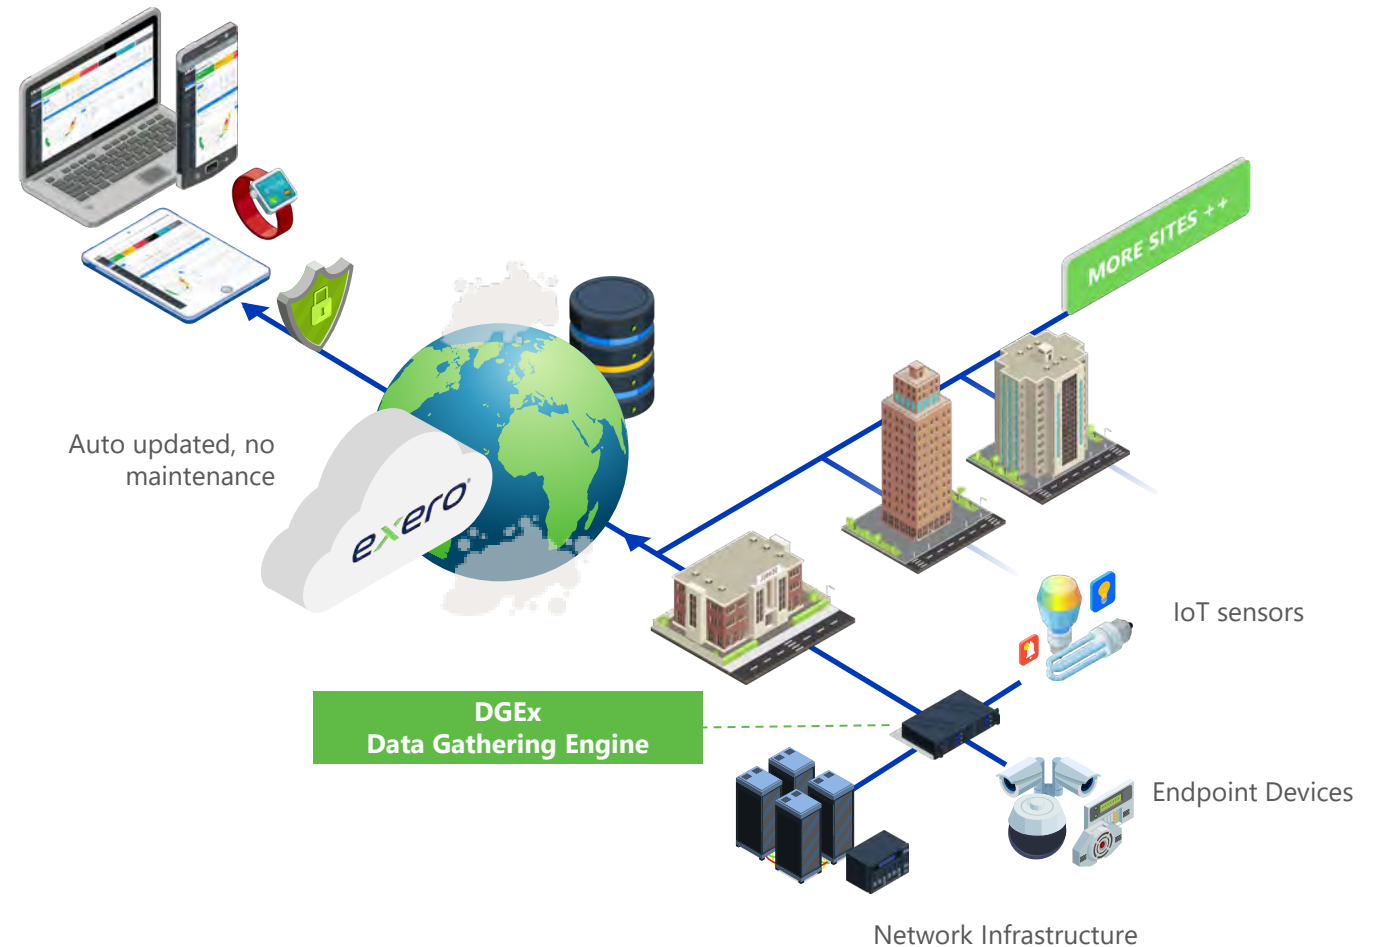 MORE SITES ++
Auto updated, no
maintenance
exero
IoT sensors
DGEx
Data Gathering Engine
Endpoint Devices
Network Infrastructure